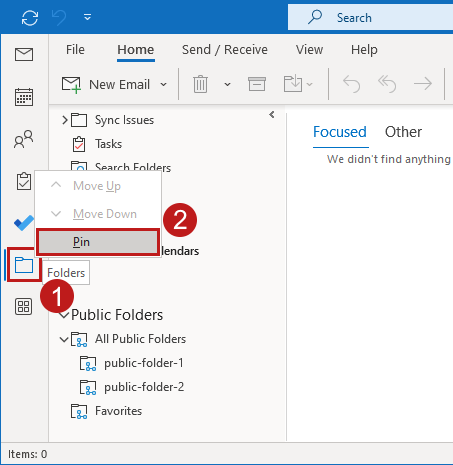 Search
File Home Send / Receive View Help
New Email
Sync Issues
Tasks
Search Folders
Focused Other
We didn't find anything
Move Up
Move Down
2
Pin
lendars
Folders
1
Public Folders
All Public Folders
public-folder-1
public-folder-2
Favorites
Items: 0